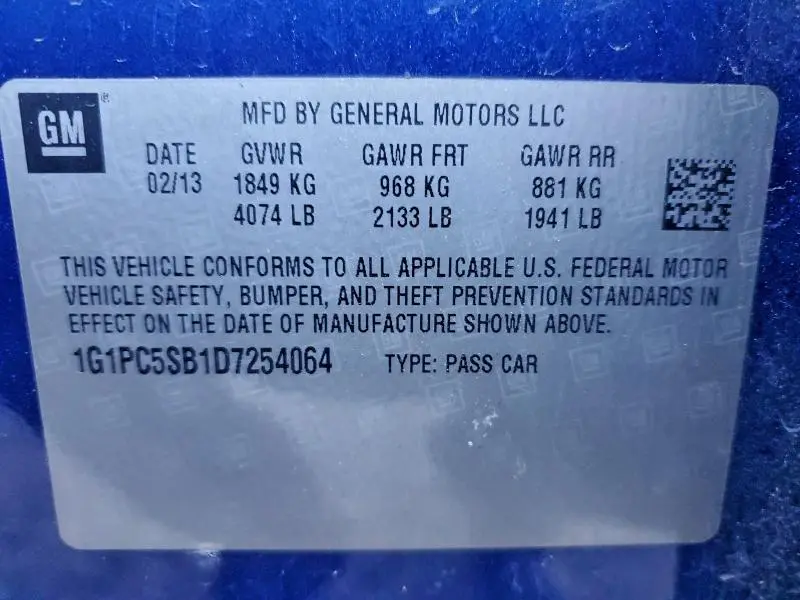 GM
MFD BY GENERAL MOTORS LLC
DATE GVWR GAWR FRT GAWR RR
02/13 1849 KG 968 KG 881 KG
4074 LB 2133 LB 1941 LB
THIS VEHICLE CONFORMS TO ALL APPLICABLE U.S. FEDERAL MOTOR
VEHICLE SAFETY, BUMPER, AND THEFT PREVENTION STANDARDS IN
EFFECT ON THE DATE OF MANUFACTURE SHOWN ABOVE.
1G1PC5SB1D7254064 TYPE: PASS CAR